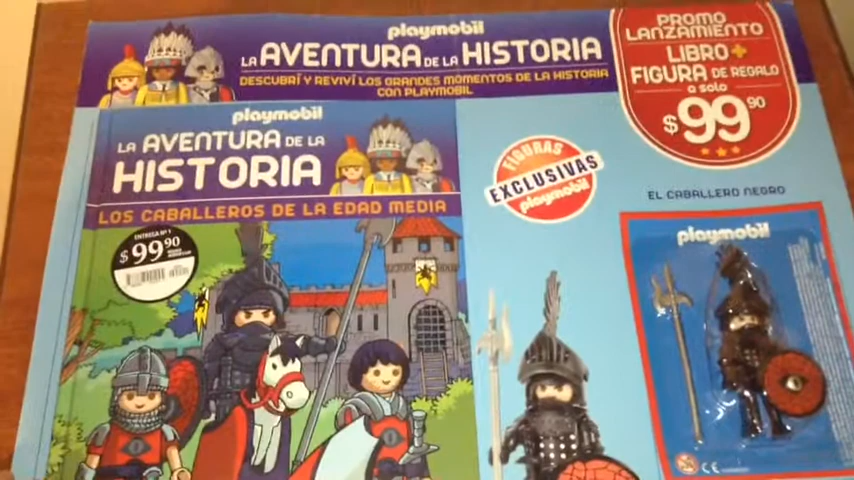 playmobil
LA AVENTURA DE LA HISTORIA
DESCUBRÍ Y REVIVÍ LOS GRANDES MOMENTOS DE LA HISTORIA
CON PLAYMOBIL
PROMO
LANZAMIENTO
LIBRO +
FIGURA DE REGALO
a solo
$99.90
playmobil
LA AVENTURA DE LA
HISTORIA
LOS CABALLEROS DE LA EDAD MEDIA
ENTREGA Nº 1
$99.90
FIGURAS
EXCLUSIVAS
playmobil
EL CABALLERO NEGRO
playmobil
CE